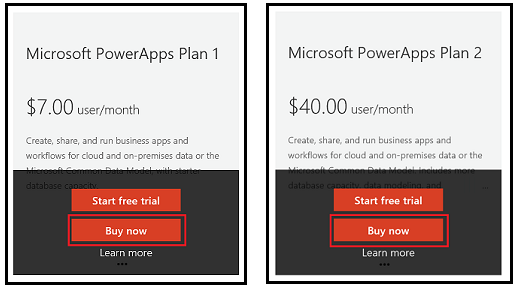 Microsoft PowerApps Plan 1
$7.00 user/month
Create, share, and run business apps and
workflows for cloud and on-premises data or the
Microsoft Common Data Model, with starter
database capacity.
Start free trial
Buy now
Learn more
•••
Microsoft PowerApps Plan 2
$40.00 user/month
Create, share, and run business apps and
workflows for cloud and on-premises data or the
Microsoft Common Data Model. Includes more
database capacity, data modeling, and ...
Start free trial
Buy now
Learn more
•••